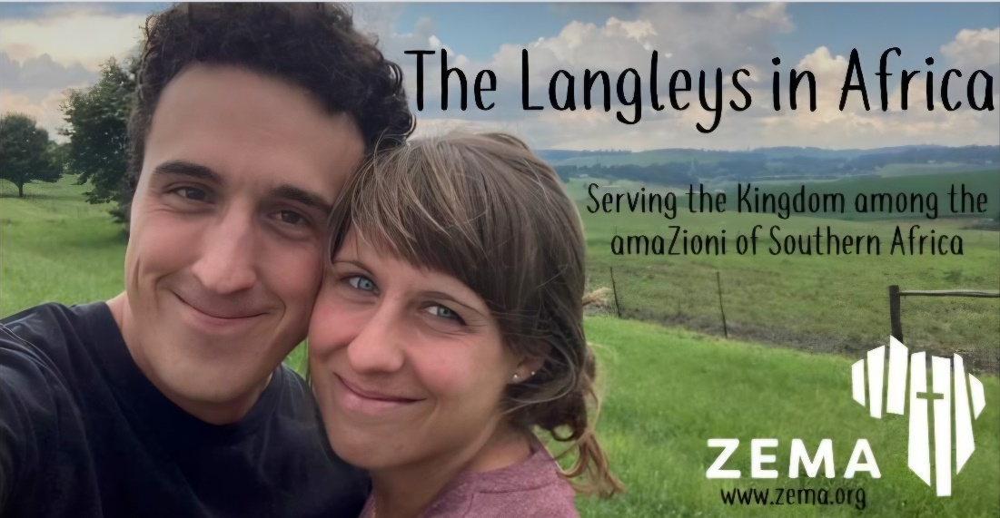 The Langleys in Africa
Serving the Kingdom among the
amaZioni of Southern Africa
ZEMA
www.zema.org